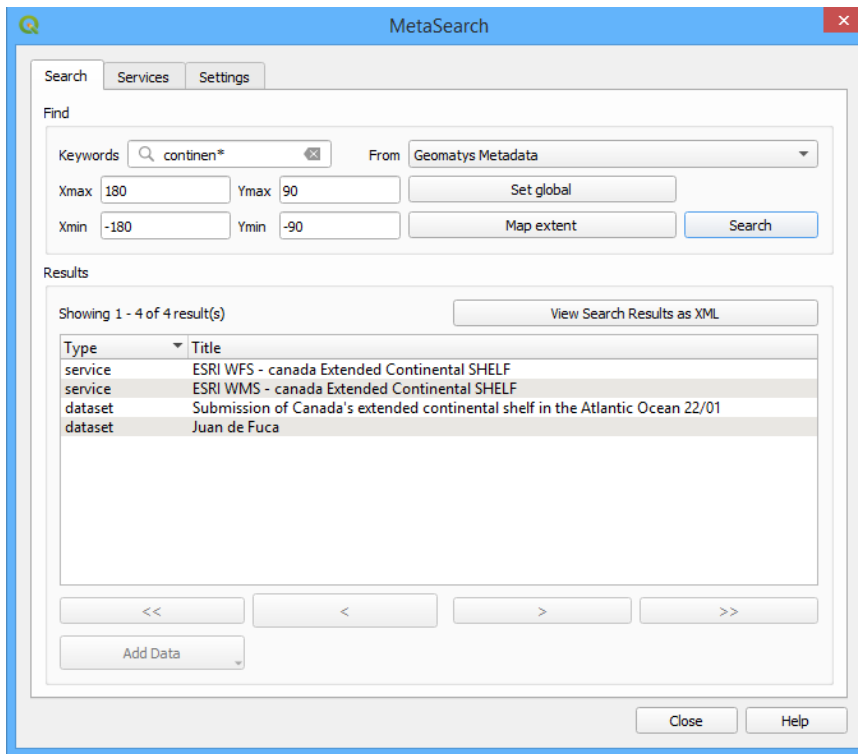 MetaSearch
Search Services Settings
Find
Keywords continen* From Geomatys Metadata
Xmax 180 Ymax 90 Set global
Xmin -180 Ymin -90 Map extent Search
Results
Showing 1 - 4 of 4 result(s) View Search Results as XML
Type Title
service ESRI WFS - canada Extended Continental SHELF
service ESRI WMS - canada Extended Continental SHELF
dataset Submission of Canada's extended continental shelf in the Atlantic Ocean 22/01
dataset Juan de Fuca
<< < > >>
Add Data
Close Help